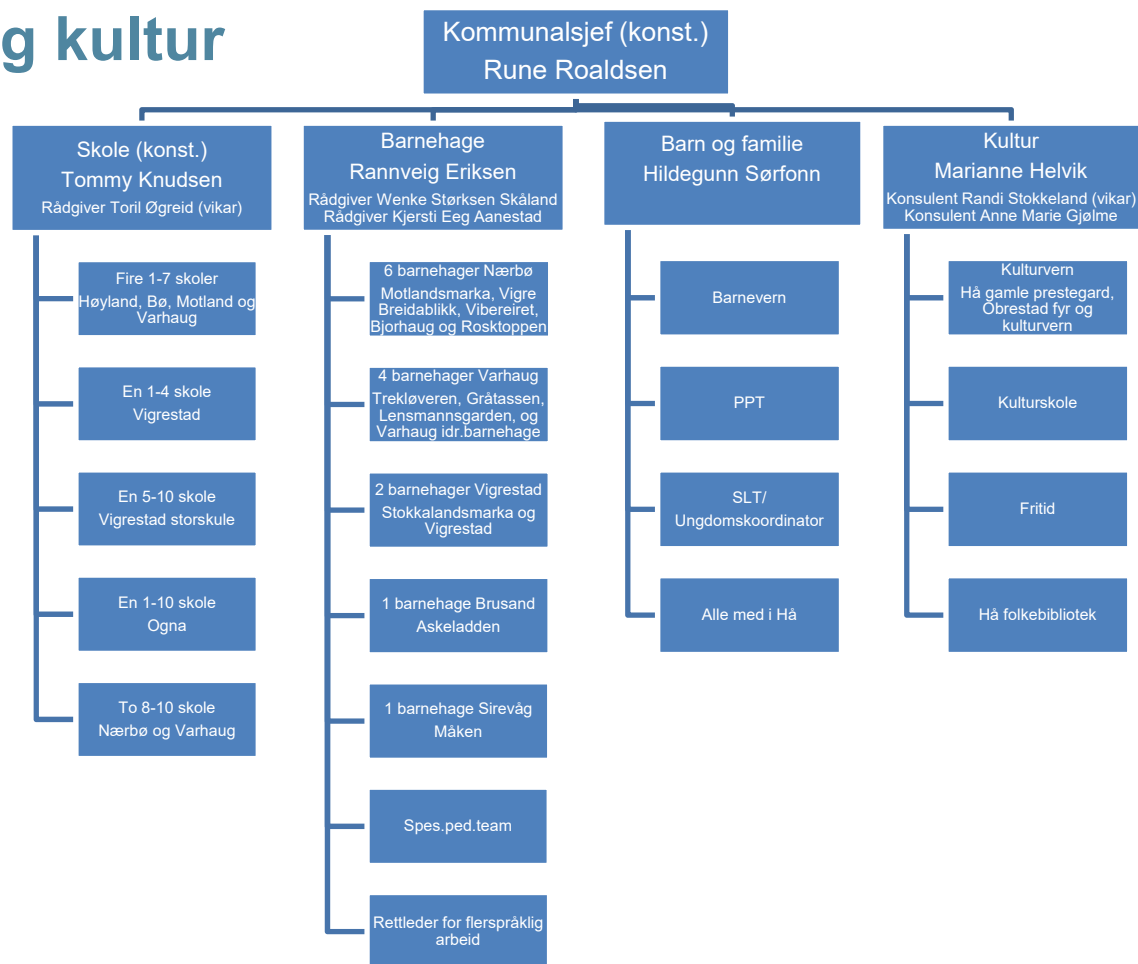 g kultur
Kommunalsjef (konst.)
Rune Roaldsen
Skole (konst.)
Tommy Knudsen
Rådgiver Toril Øgreid (vikar)
Fire 1-7 skoler
Høyland, Bø, Motland og
Varhaug
En 1-4 skole
Vigrestad
En 5-10 skole
Vigrestad storskule
En 1-10 skole
Ogna
To 8-10 skole
Nærbø og Varhaug
Barnehage
Rannveig Eriksen
Rådgiver Wenke Størksen Skåland
Rådgiver Kjersti Eeg Aanestad
6 barnehager Nærbø
Motlandsmarka, Vigre
Breidablikk, Vibereiret,
Bjorhaug og Rosktoppen
4 barnehager Varhaug
Trekløveren, Gråtassen,
Lensmannsgarden, og
Varhaug idr.barnehage
2 barnehager Vigrestad
Stokkalandsmarka og
Vigrestad
1 barnehage Brusand
Askeladden
1 barnehage Sirevåg
Måken
Spes.ped.team
Rettleder for flerspråklig
arbeid
Barn og familie
Hildegunn Sørfonn
Barnevern
PPT
SLT/
Ungdomskoordinator
Alle med i Hå
Kultur
Marianne Helvik
Konsulent Randi Stokkeland (vikar)
Konsulent Anne Marie Gjølme
Kulturvern
Hå gamle prestegard,
Obrestad fyr og
kulturvern
Kulturskole
Fritid
Hå folkebibliotek